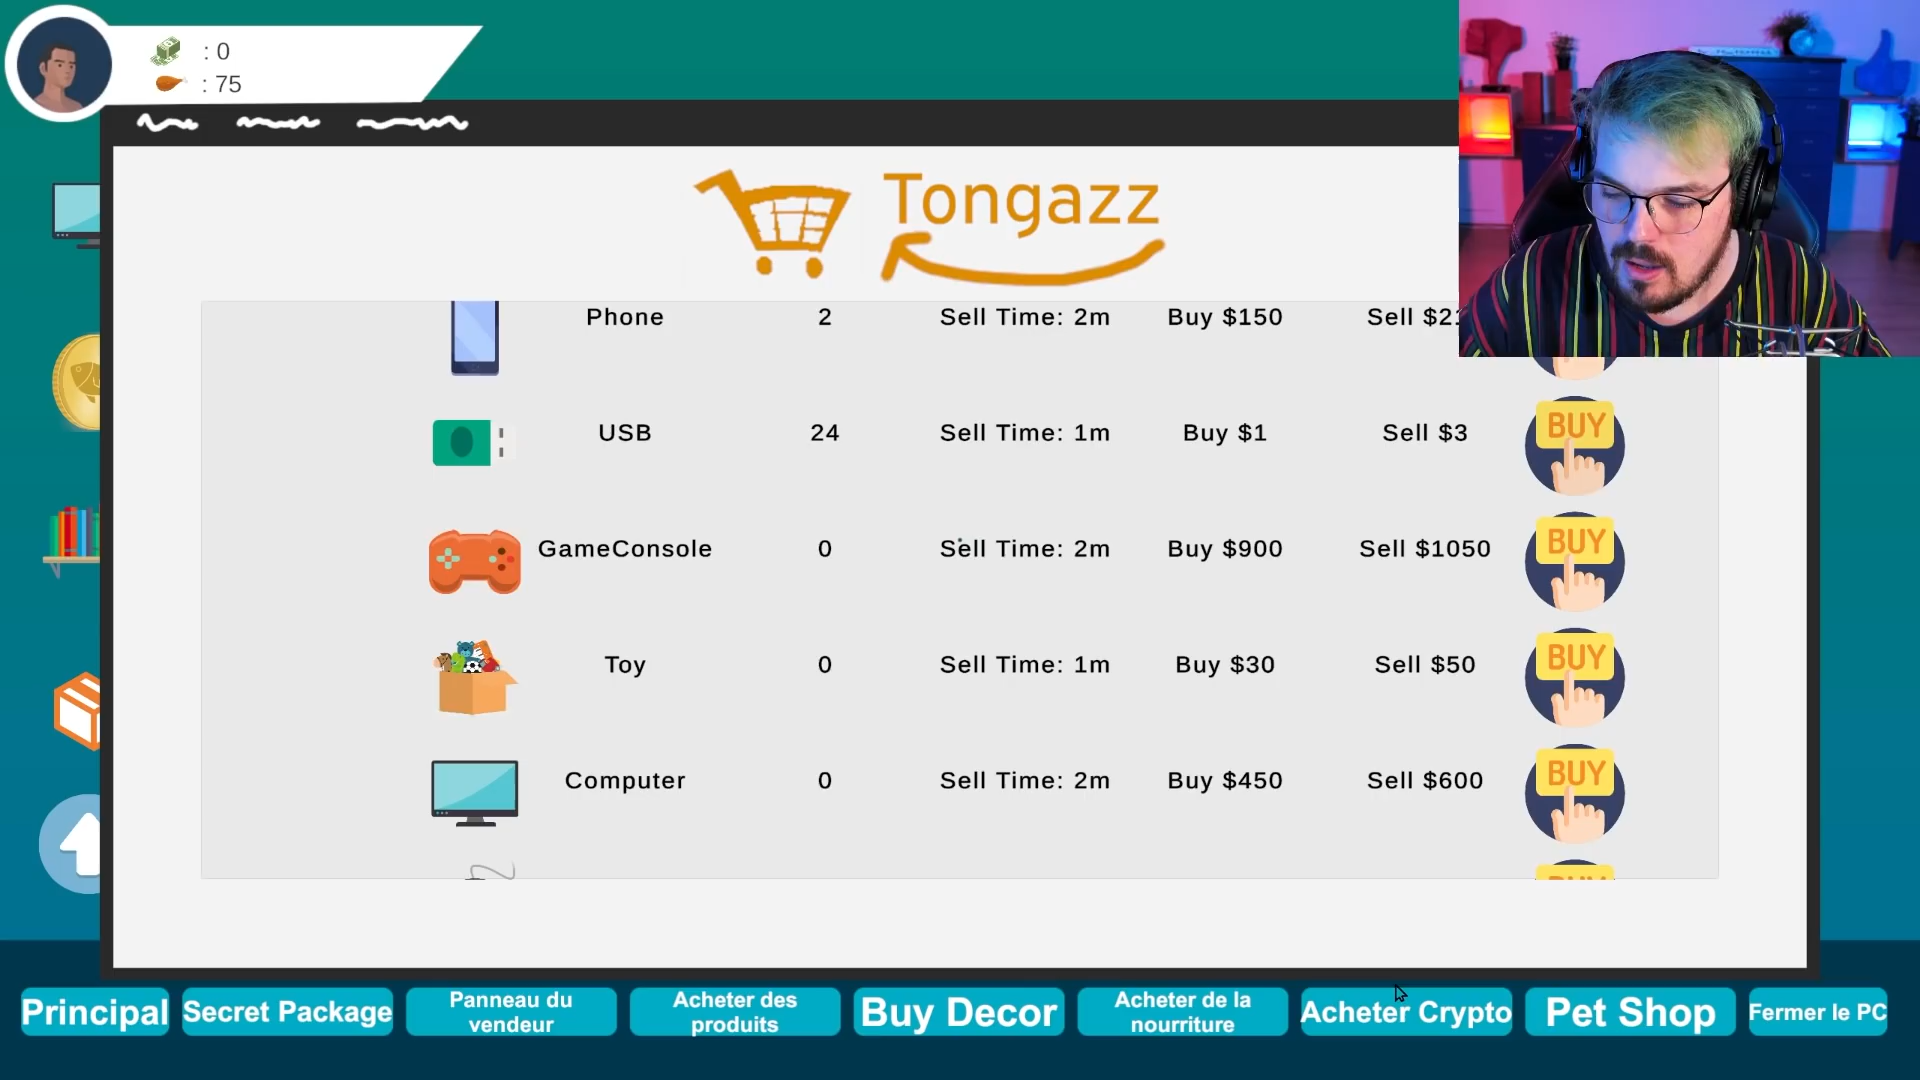 : 0
: 75
Tongazz
Phone 2 Sell Time: 2m Buy $150 Sell
USB 24 Sell Time: 1m Buy $1 Sell $3 BUY
GameConsole 0 Sell Time: 2m Buy $900 Sell $1050 BUY
Toy 0 Sell Time: 1m Buy $30 Sell $50 BUY
Computer 0 Sell Time: 2m Buy $450 Sell $600 BUY
Principal
Secret Package
Panneau du
vendeur
Acheter des
produits
Buy Decor
Acheter de la
nourriture
Acheter Crypto
Pet Shop
Fermer le PC